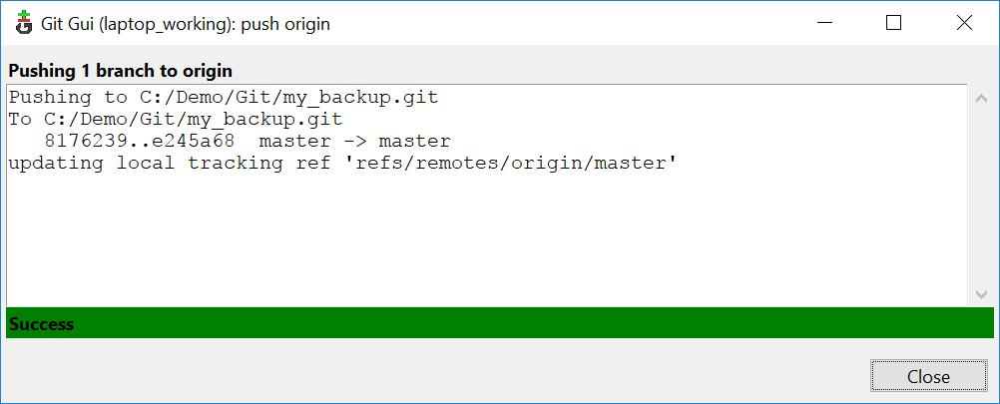 Git Gui (laptop_working): push origin
Pushing 1 branch to origin
Pushing to C:/Demo/Git/my_backup.git
To C:/Demo/Git/my_backup.git
   8176239..e245a68  master -> master
updating local tracking ref 'refs/remotes/origin/master'
Success
Close